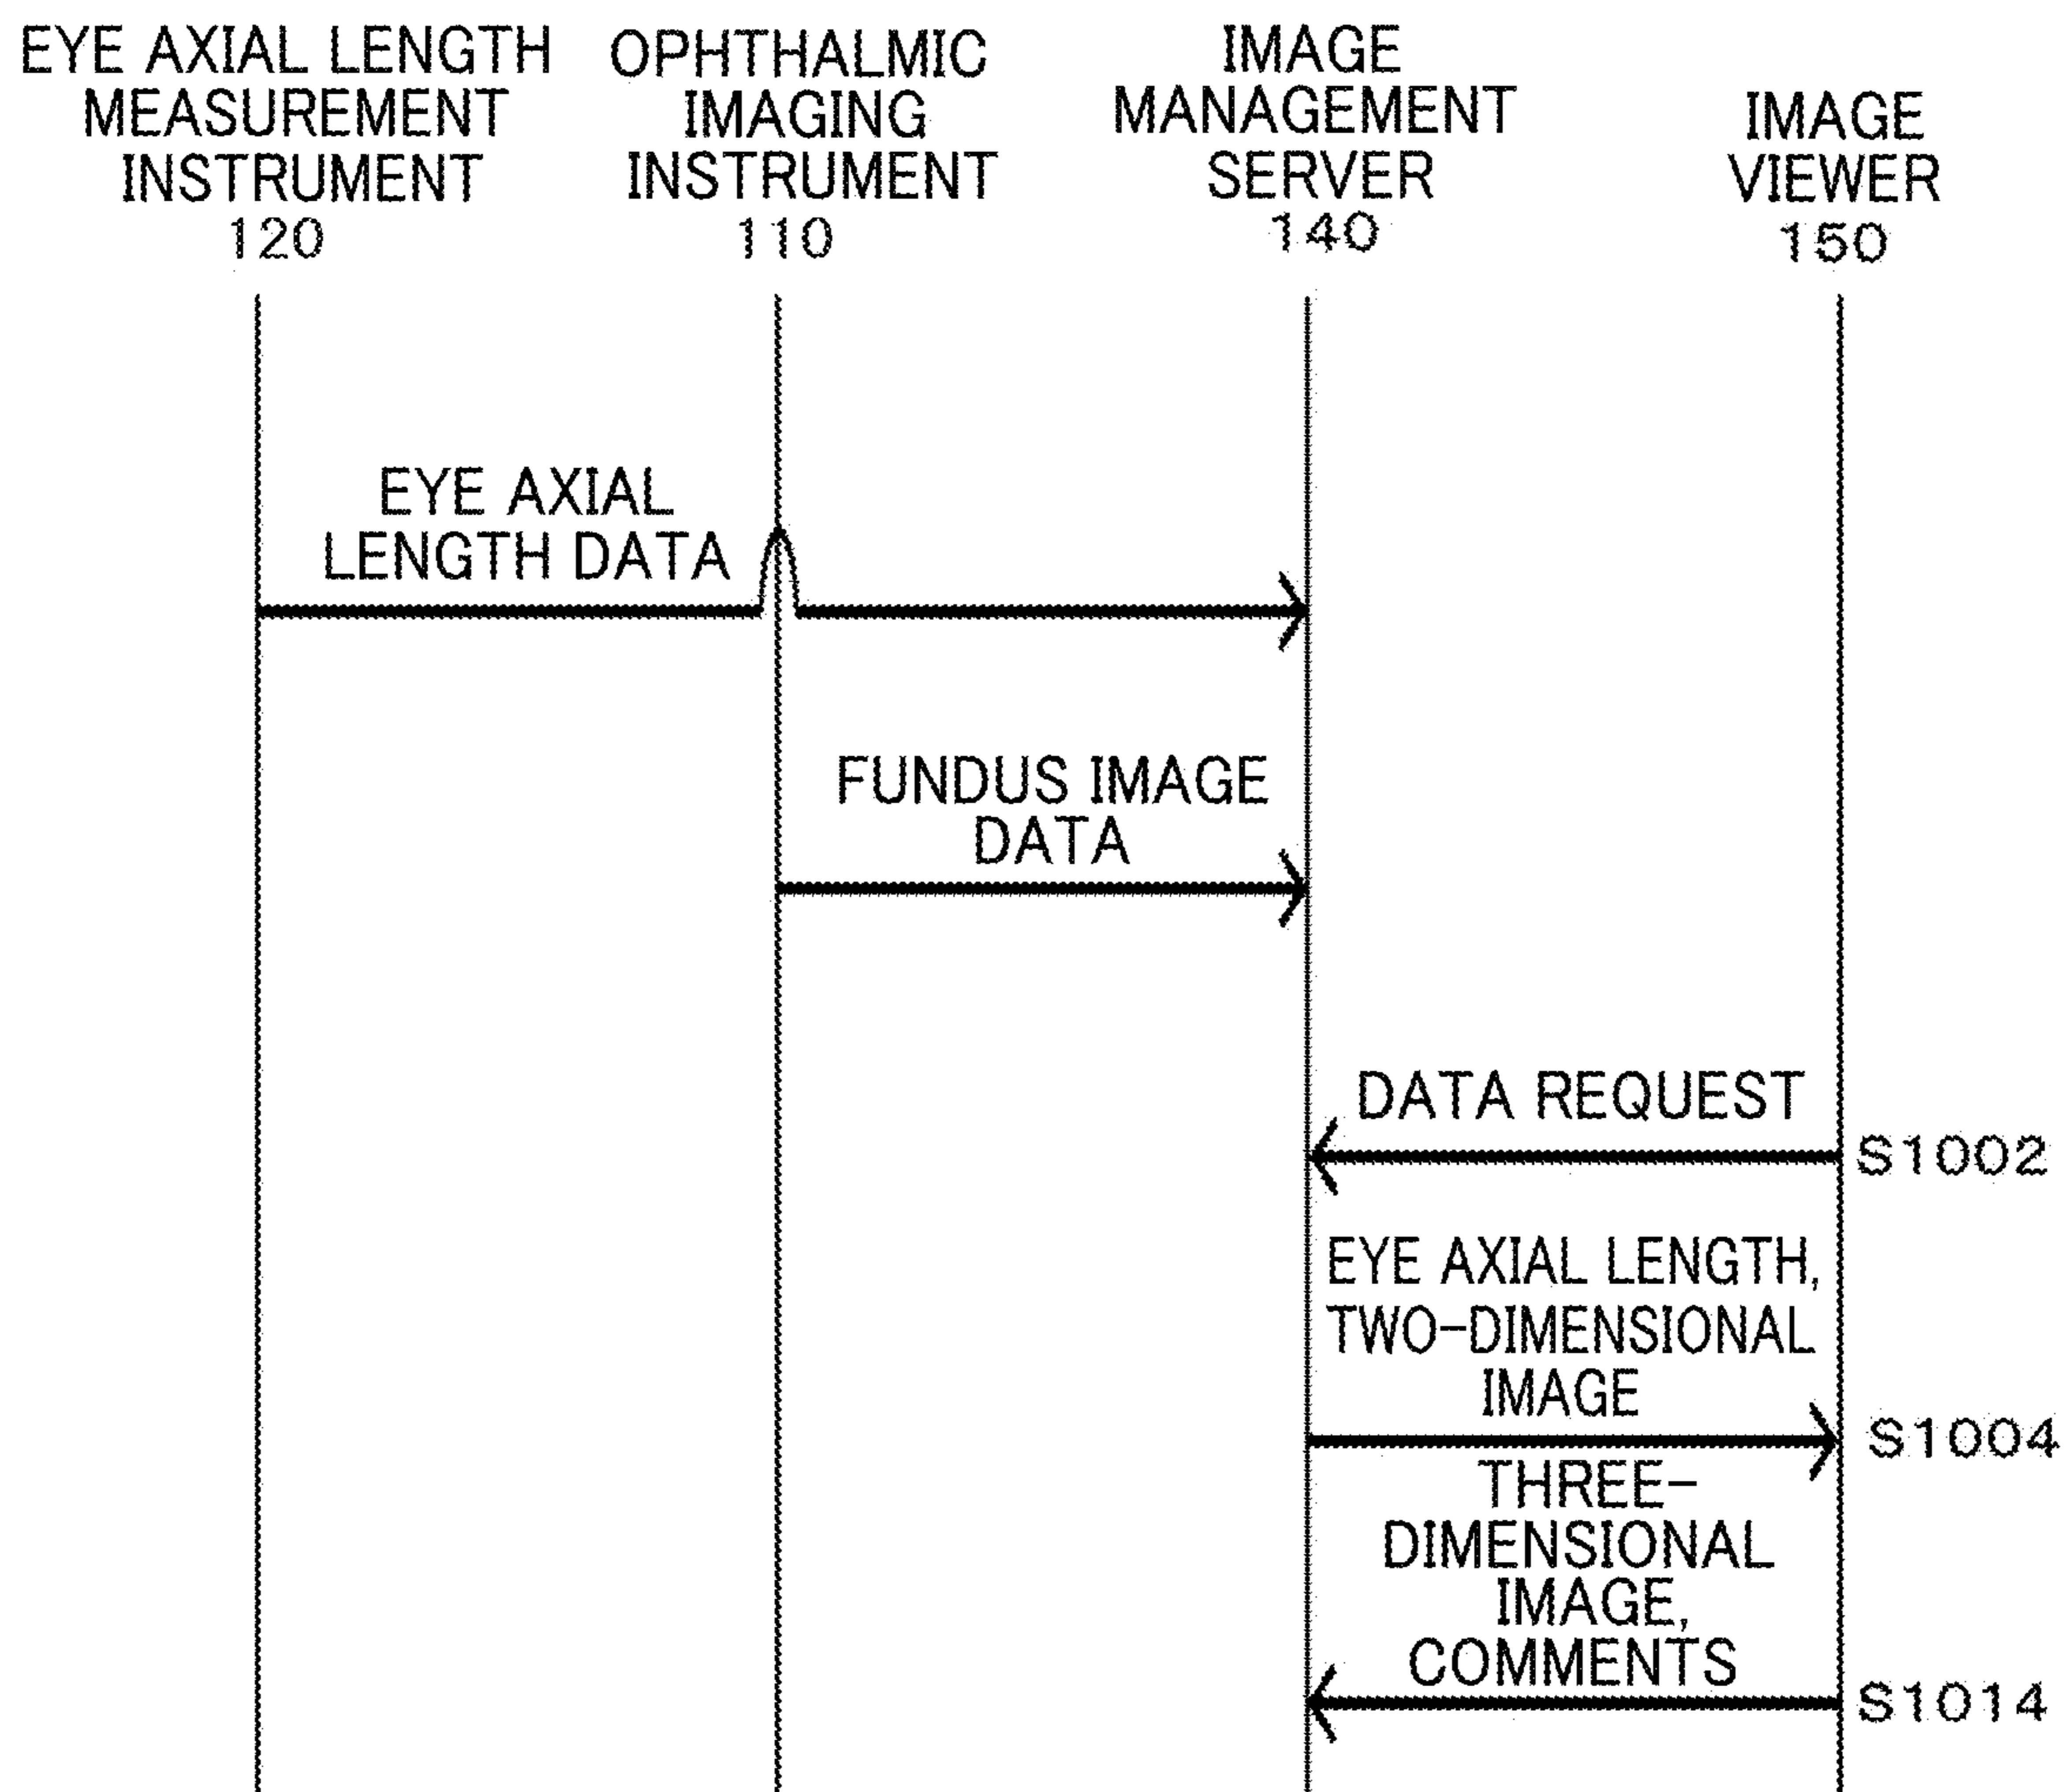 EYE AXIAL LENGTH
MEASUREMENT
INSTRUMENT
120
OPHTHALMIC
IMAGING
INSTRUMENT
110
IMAGE
MANAGEMENT
SERVER
140
IMAGE
VIEWER
150
EYE AXIAL
LENGTH DATA
FUNDUS IMAGE
DATA
DATA REQUEST
S1002
EYE AXIAL LENGTH,
TWO-DIMENSIONAL
IMAGE
S1004
THREE-
DIMENSIONAL
IMAGE,
COMMENTS
S1014